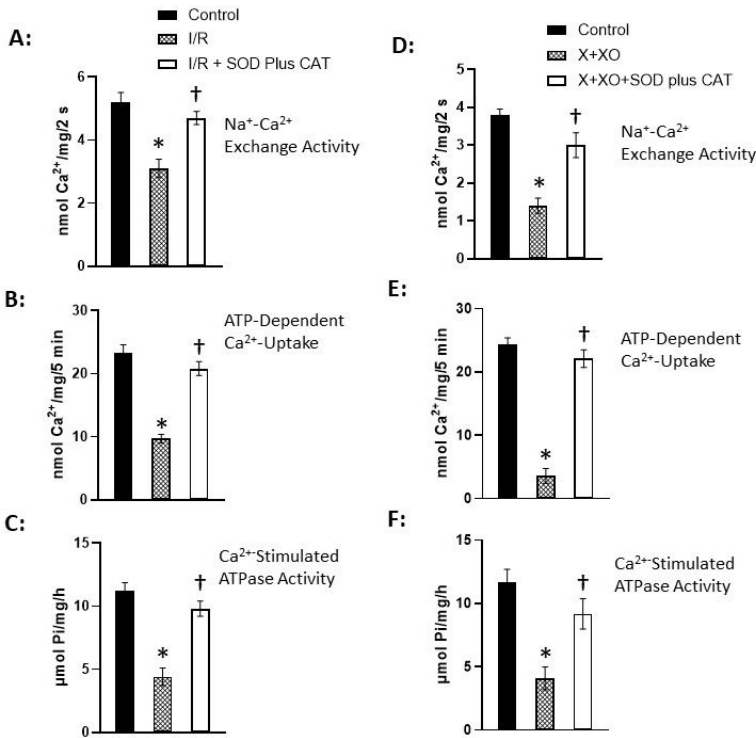 A:
Control
I/R
I/R + SOD Plus CAT
nmol Ca²⁺/mg/2 s
6
4
2
0
*
†
Na⁺-Ca²⁺
Exchange Activity
B:
nmol Ca²⁺/mg/5 min
30
20
10
0
*
†
ATP-Dependent
Ca²⁺-Uptake
C:
µmol Pi/mg/h
15
10
5
0
*
†
Ca²⁺-Stimulated
ATPase Activity
D:
Control
X+XO
X+XO+SOD plus CAT
nmol Ca²⁺/mg/2 s
5
4
3
2
1
0
*
†
Na⁺-Ca²⁺
Exchange Activity
E:
nmol Ca²⁺/mg/5 min
30
20
10
0
*
†
ATP-Dependent
Ca²⁺-Uptake
F:
µmol Pi/mg/h
15
10
5
0
*
†
Ca²⁺-Stimulated
ATPase Activity